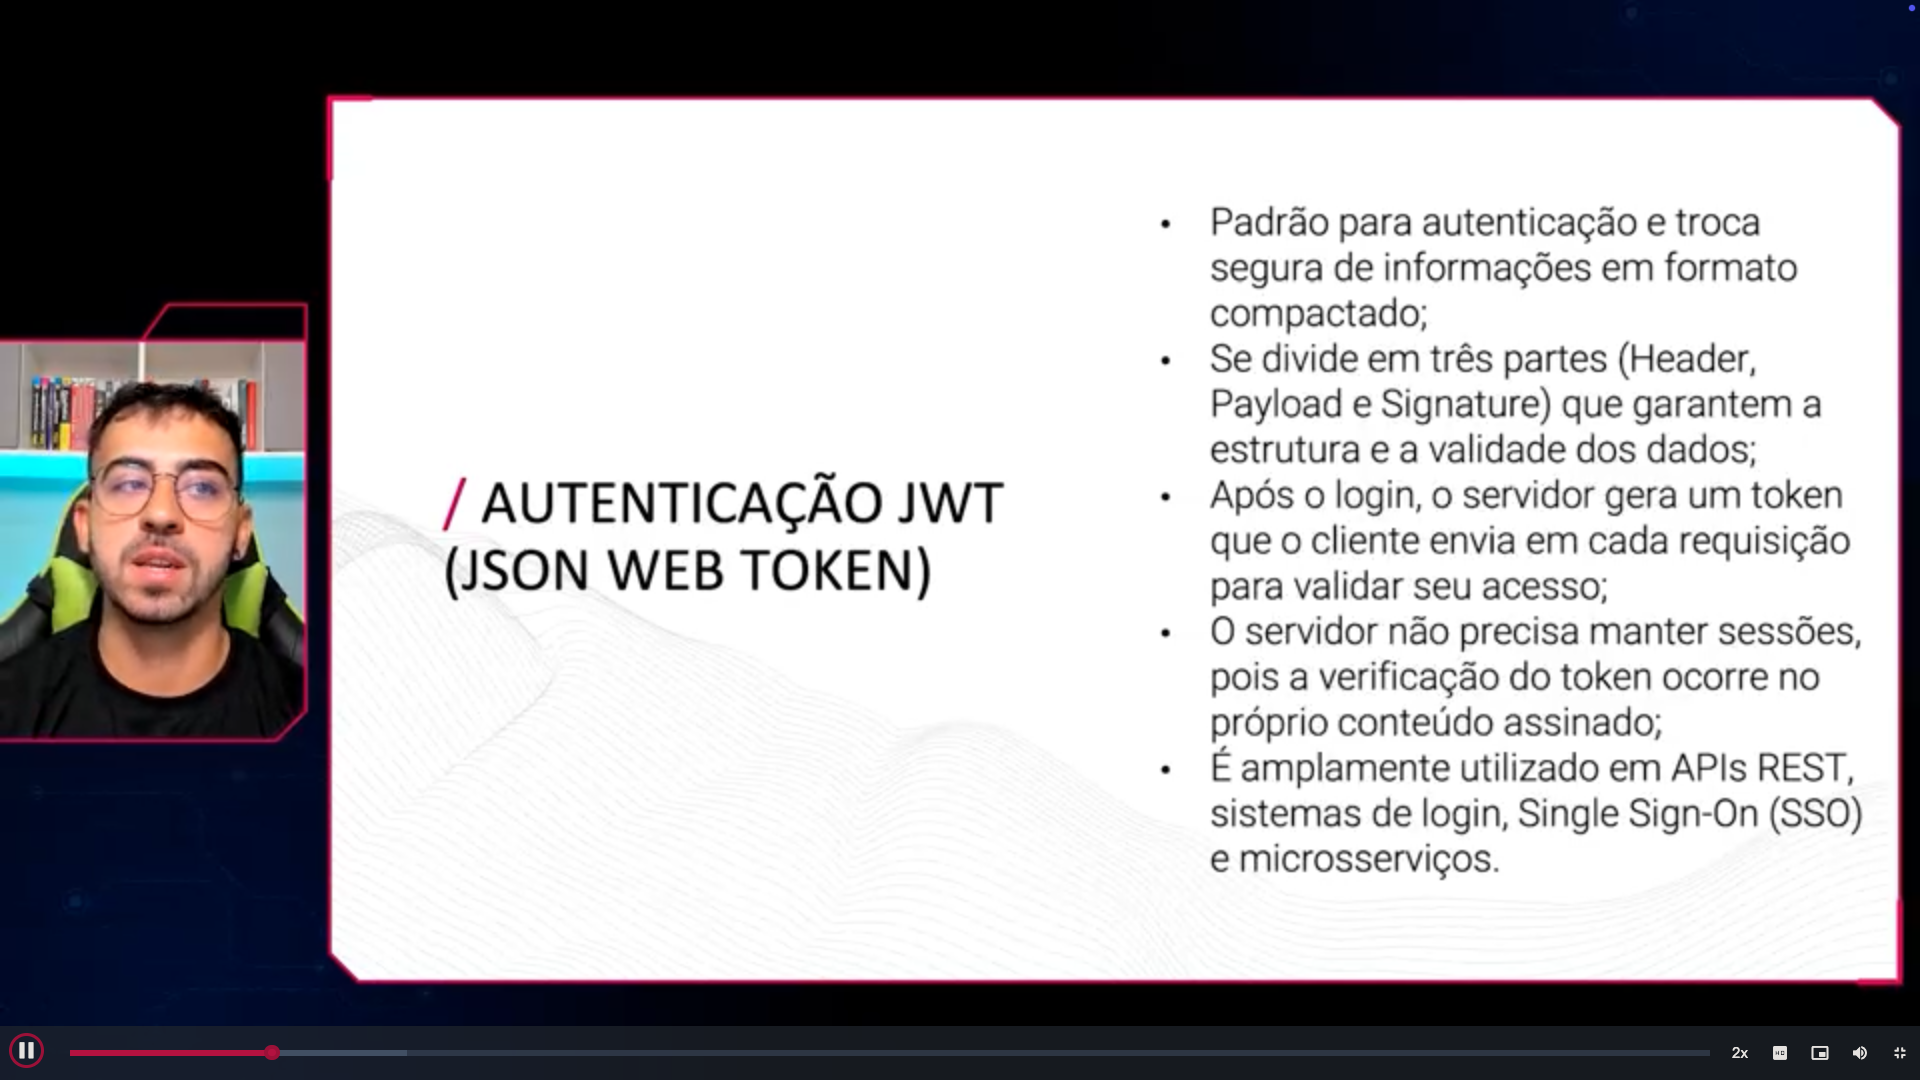 / AUTENTICAÇÃO JWT
(JSON WEB TOKEN)
• Padrão para autenticação e troca
segura de informações em formato
compactado;
• Se divide em três partes (Header,
Payload e Signature) que garantem a
estrutura e a validade dos dados;
• Após o login, o servidor gera um token
que o cliente envia em cada requisição
para validar seu acesso;
• O servidor não precisa manter sessões,
pois a verificação do token ocorre no
próprio conteúdo assinado;
• É amplamente utilizado em APIs REST,
sistemas de login, Single Sign-On (SSO)
e microsserviços.
2x